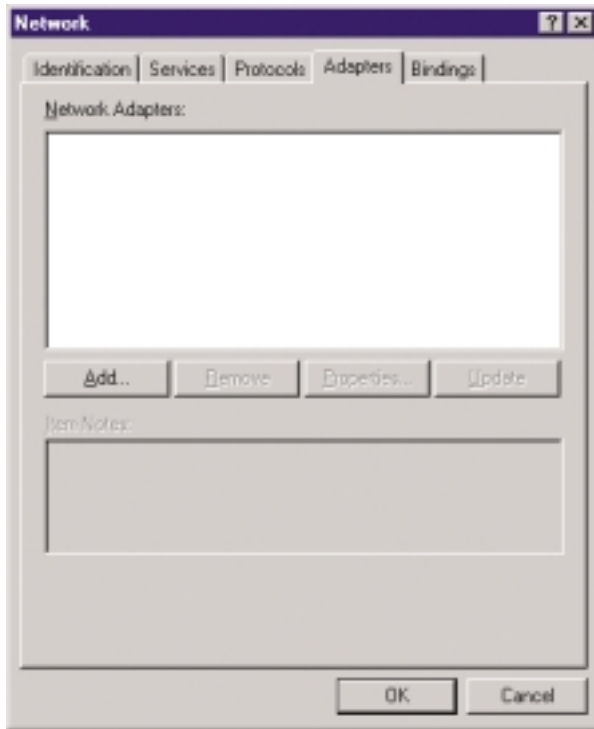 Network
Identification Services Protocols Adapters Bindings
Network Adapters:
Add... Remove Properties... Update
Item Notes:
OK Cancel